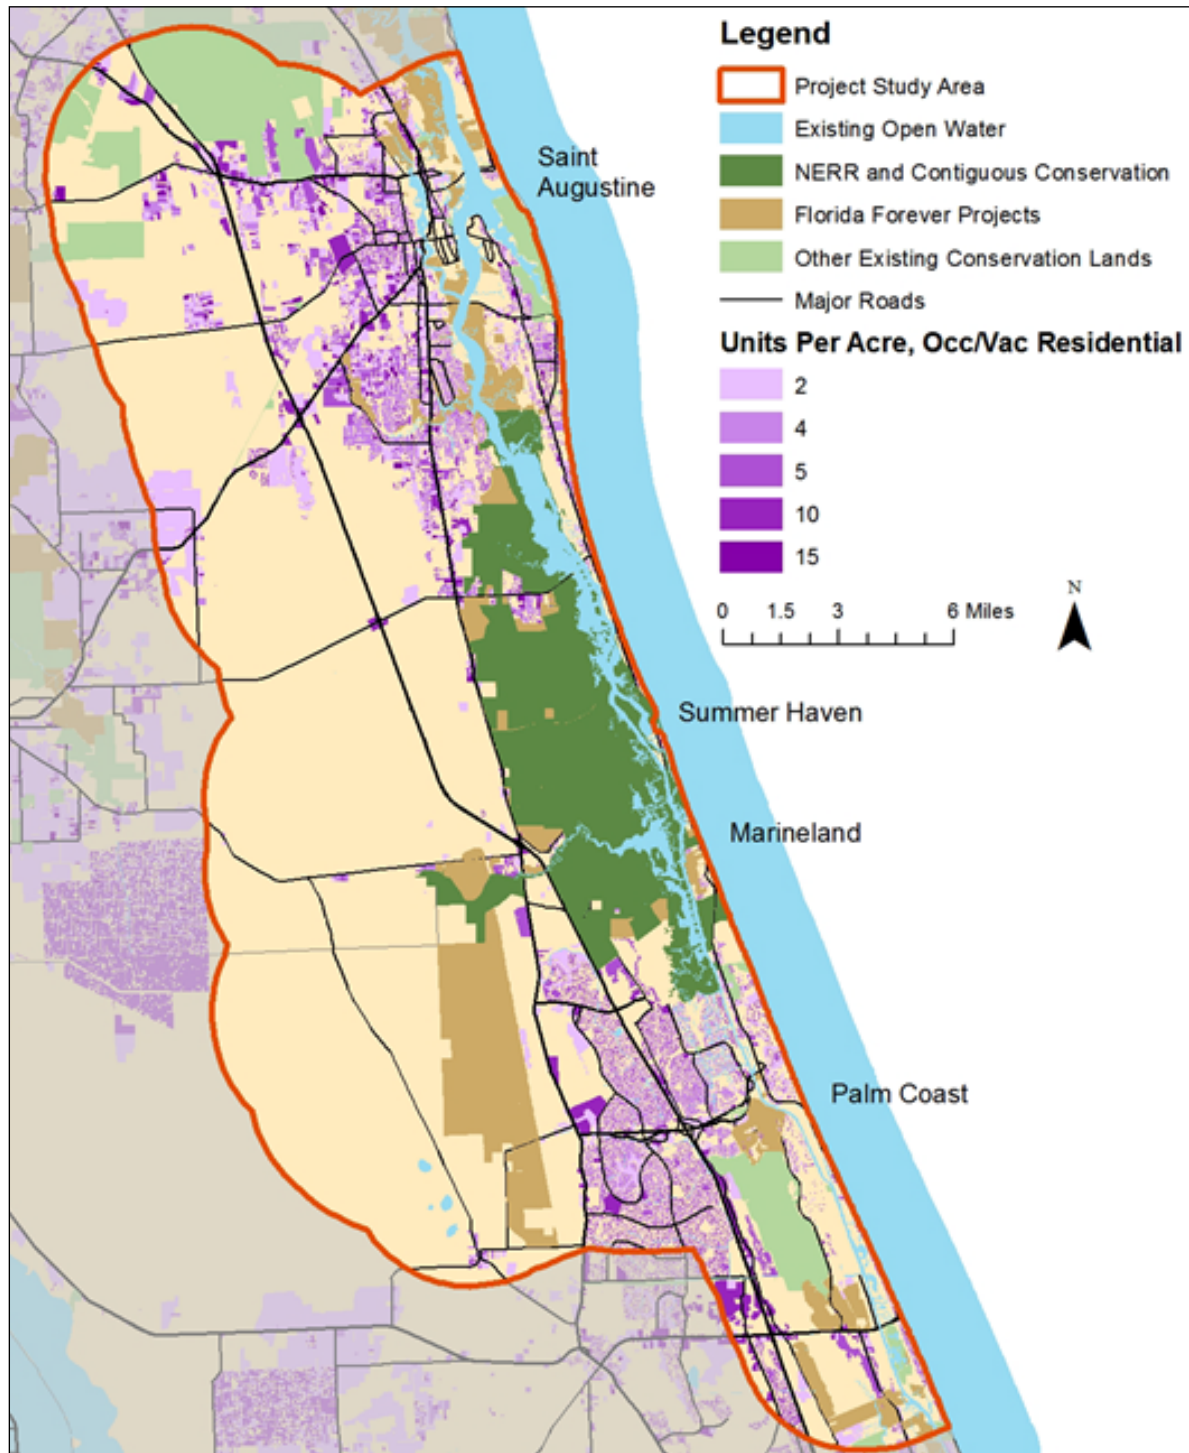 Legend
Project Study Area
Existing Open Water
NERR and Contiguous Conservation
Florida Forever Projects
Other Existing Conservation Lands
Major Roads
Units Per Acre, Occ/Vac Residential
2
4
5
10
15
N
0 1.5 3 6 Miles
Saint
Augustine
Summer Haven
Marineland
Palm Coast